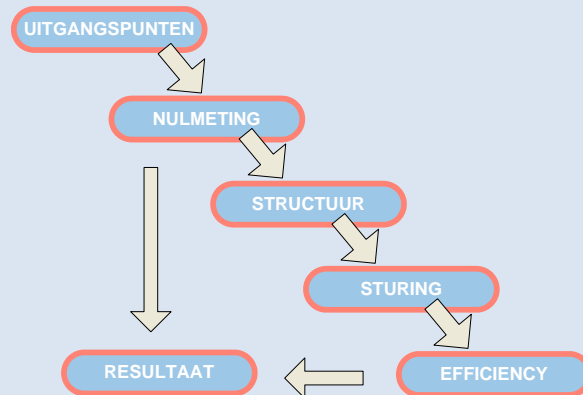 UITGANGSPUNTEN
NULMETING
STRUCTUUR
STURING
RESULTAAT
EFFICIENCY